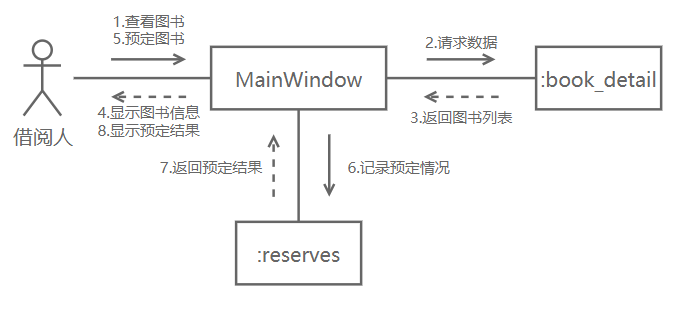 1.查看图书
5.预定图书
2.请求数据
MainWindow
:book_detail
借阅人
4.显示图书信息
8.显示预定结果
3.返回图书列表
7.返回预定结果
6.记录预定情况
:reserves